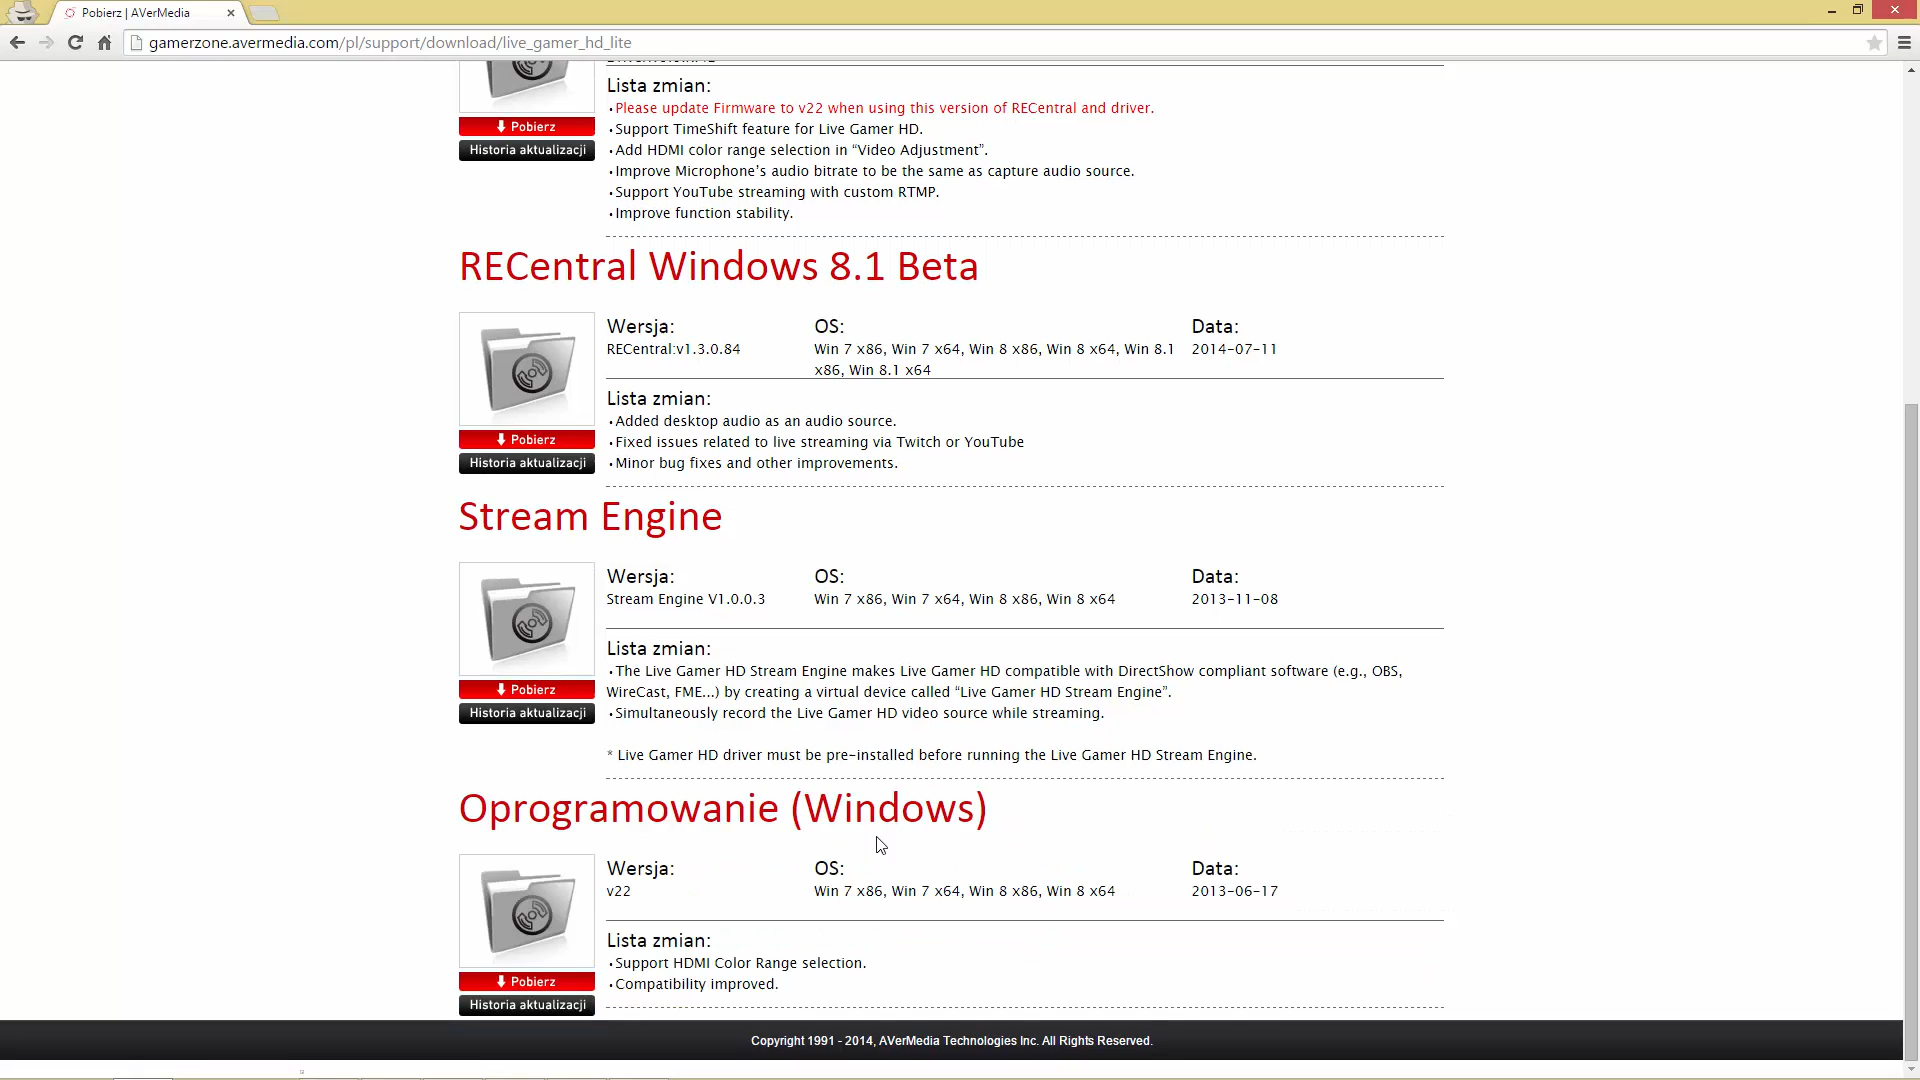 Pobierz | AVerMedia
gamerzone.avermedia.com/pl/support/download/live_gamer_hd_lite
Lista zmian:
•Please update Firmware to v22 when using this version of RECentral and driver.
•Support TimeShift feature for Live Gamer HD.
Pobierz
•Add HDMI color range selection in “Video Adjustment”.
Historia aktualizacji
•Improve Microphone’s audio bitrate to be the same as capture audio source.
•Support YouTube streaming with custom RTMP.
•Improve function stability.
RECentral Windows 8.1 Beta
Wersja: OS: Data:
RECentral:v1.3.0.84 Win 7 x86, Win 7 x64, Win 8 x86, Win 8 x64, Win 8.1 2014-07-11
x86, Win 8.1 x64
Lista zmian:
•Added desktop audio as an audio source.
Pobierz
•Fixed issues related to live streaming via Twitch or YouTube
Historia aktualizacji
•Minor bug fixes and other improvements.
Stream Engine
Wersja: OS: Data:
Stream Engine V1.0.0.3 Win 7 x86, Win 7 x64, Win 8 x86, Win 8 x64 2013-11-08
Lista zmian:
•The Live Gamer HD Stream Engine makes Live Gamer HD compatible with DirectShow compliant software (e.g., OBS,
Pobierz
WireCast, FME...) by creating a virtual device called “Live Gamer HD Stream Engine”.
Historia aktualizacji
•Simultaneously record the Live Gamer HD video source while streaming.
* Live Gamer HD driver must be pre-installed before running the Live Gamer HD Stream Engine.
Oprogramowanie (Windows)
Wersja: OS: Data:
v22 Win 7 x86, Win 7 x64, Win 8 x86, Win 8 x64 2013-06-17
Lista zmian:
•Support HDMI Color Range selection.
Pobierz
•Compatibility improved.
Historia aktualizacji
Copyright 1991 - 2014, AVerMedia Technologies Inc. All Rights Reserved.